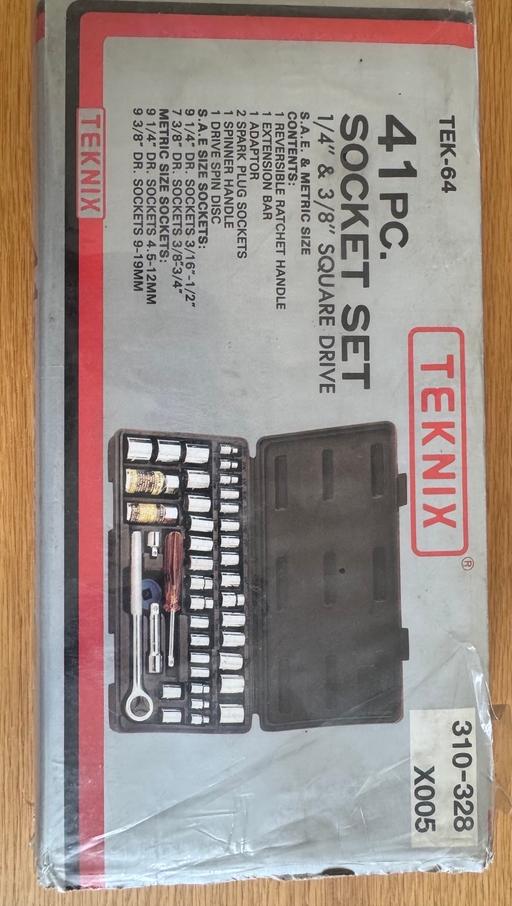 TEK-64
41 PC.
SOCKET SET
1/4" & 3/8" SQUARE DRIVE
S.A.E. & METRIC SIZE
CONTENTS:
1 REVERSIBLE RATCHET HANDLE
1 EXTENSION BAR
1 ADAPTOR
2 SPARK PLUG SOCKETS
1 SPINNER HANDLE
1 DRIVE SPIN DISC
S.A.E SIZE SOCKETS:
9 1/4" DR. SOCKETS 3/16"-1/2"
7 3/8" DR. SOCKETS 3/8-3/4"
METRIC SIZE SOCKETS:
9 1/4" DR. SOCKETS 4.5-12MM
9 3/8" DR. SOCKETS 9-19MM
TEKNIX
TEKNIX ®
310-328
X005